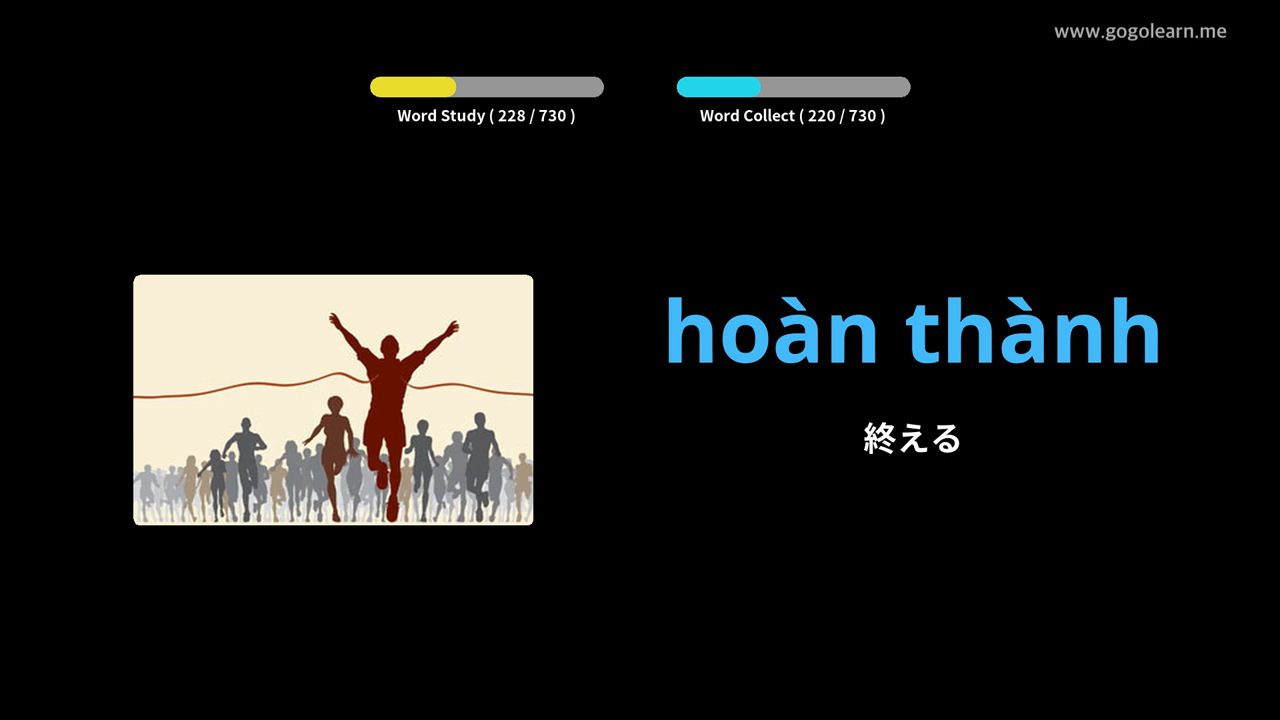 www.gogolearn.me
Word Study ( 228 / 730 )
Word Collect ( 220 / 730 )
hoàn thành
終える